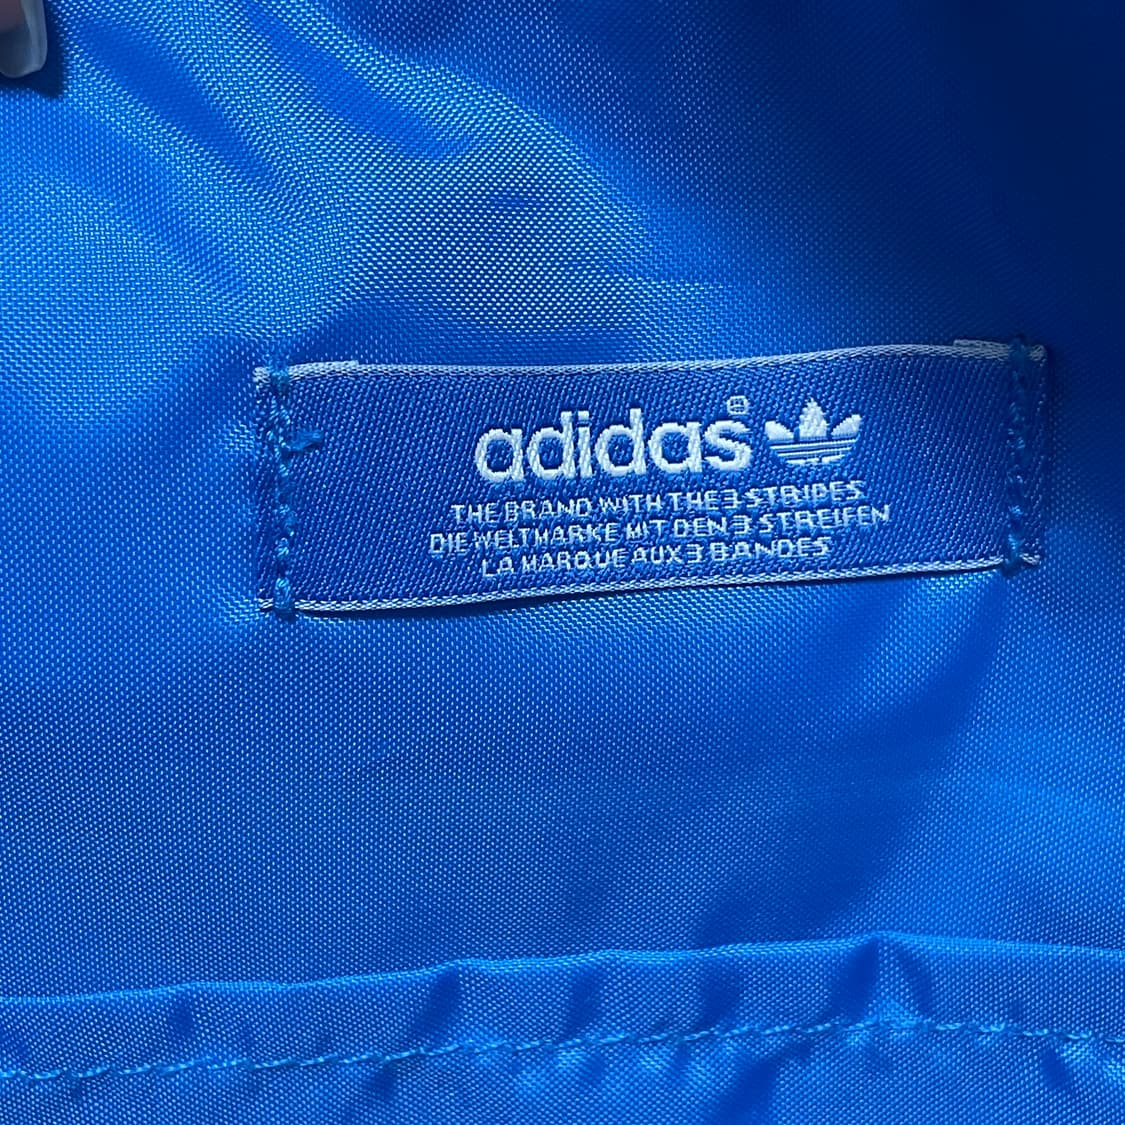 adidas®
THE BRAND WITH THE 3 STRIPES
DIE WELTMARKE MIT DEN 3 STREIFEN
LA MARQUE AUX 3 BANDES